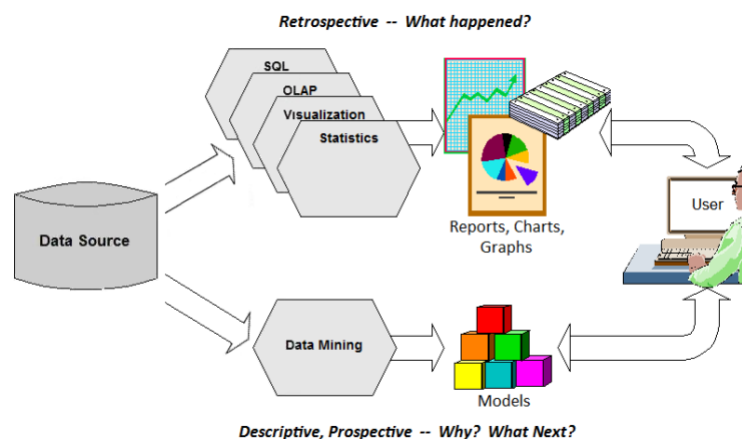 Retrospective -- What happened?
SQL
OLAP
Visualization
Statistics
Data Source
Reports, Charts,
Graphs
User
Data Mining
Models
Descriptive, Prospective -- Why? What Next?